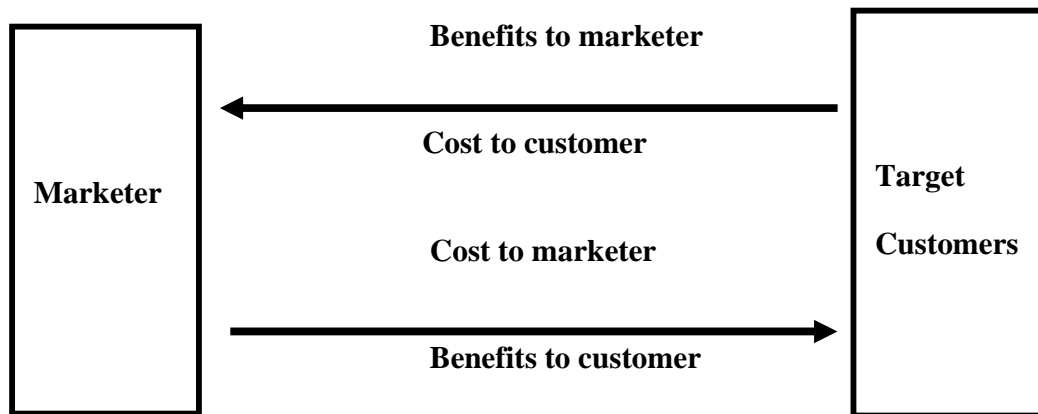 Benefits to marketer
Cost to customer
Marketer
Target
Customers
Cost to marketer
Benefits to customer